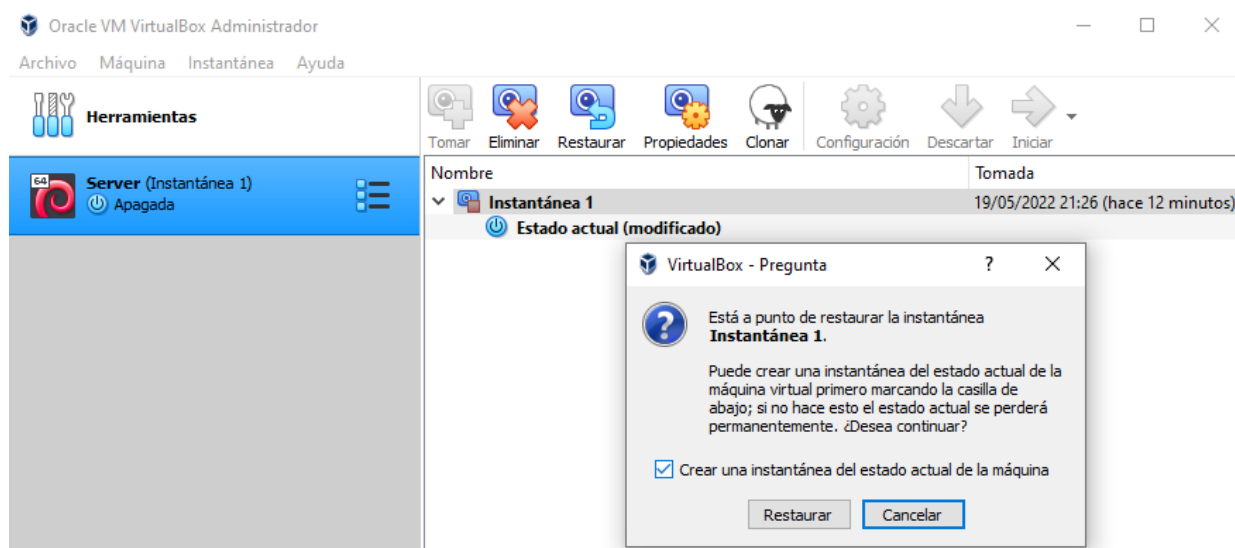 Oracle VM VirtualBox Administrador
Archivo Máquina Instantánea Ayuda
Herramientas
Tomar Eliminar Restaurar Propiedades Clonar Configuración Descartar Iniciar
64
Server (Instantánea 1)
Apagada
Nombre Tomada
Instantánea 1 19/05/2022 21:26 (hace 12 minutos)
Estado actual (modificado)
VirtualBox - Pregunta ?
Está a punto de restaurar la instantánea
Instantánea 1.
Puede crear una instantánea del estado actual de la
máquina virtual primero marcando la casilla de
abajo; si no hace esto el estado actual se perderá
permanentemente. ¿Desea continuar?
Crear una instantánea del estado actual de la máquina
Restaurar Cancelar